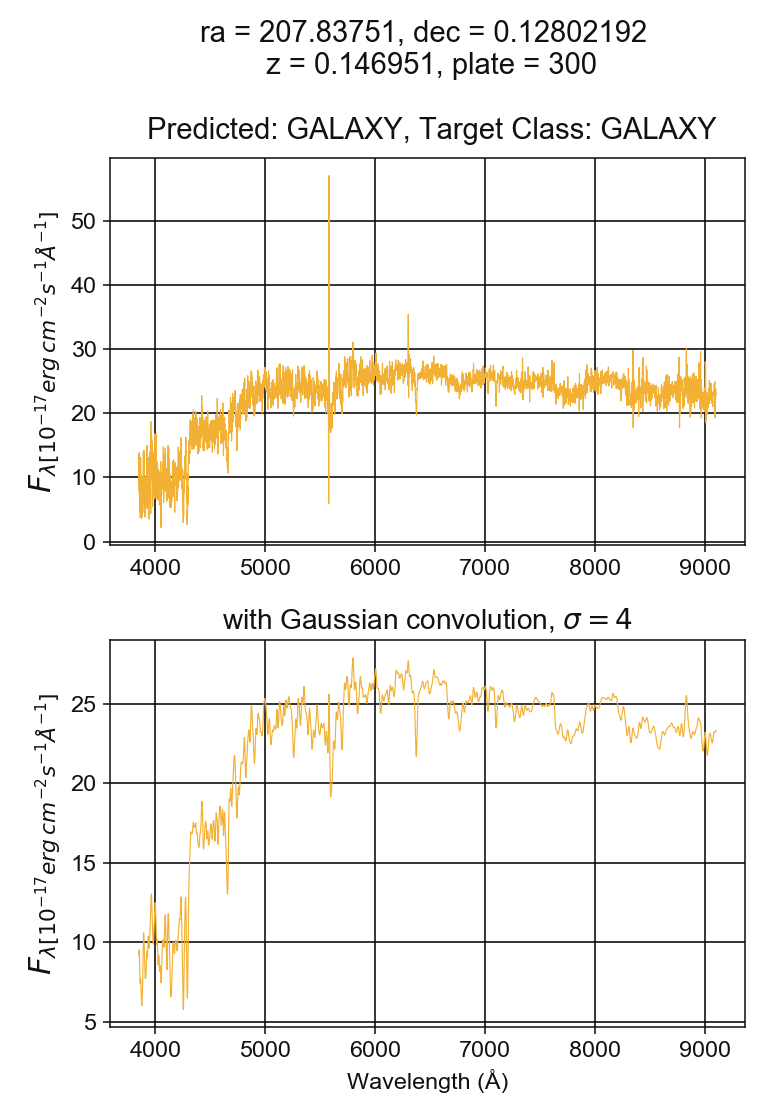 ra = 207.83751, dec = 0.12802192
z = 0.146951, plate = 300
Predicted: GALAXY, Target Class: GALAXY
F_λ[10⁻¹⁷erg cm⁻²s⁻¹Å⁻¹]
50
40
30
20
10
0
4000 5000 6000 7000 8000 9000
with Gaussian convolution, σ = 4
F_λ[10⁻¹⁷erg cm⁻²s⁻¹Å⁻¹]
25
20
15
10
5
4000 5000 6000 7000 8000 9000
Wavelength (Å)